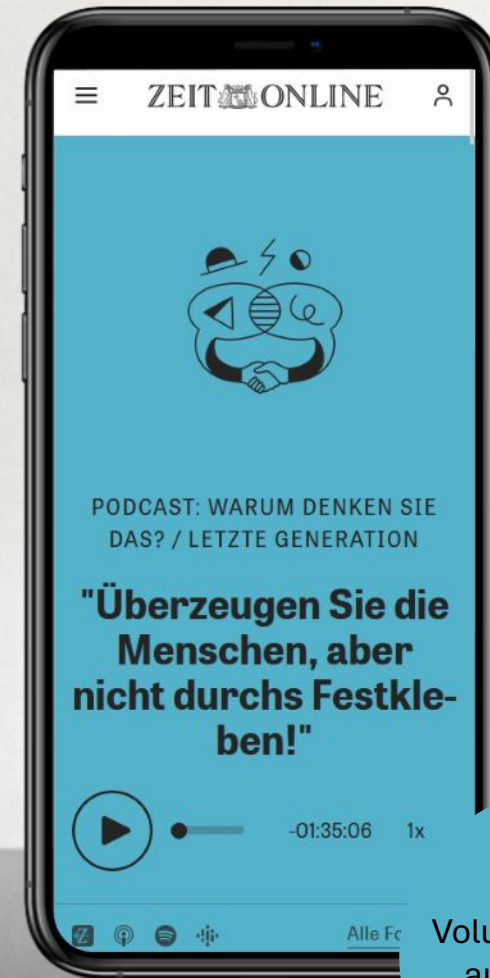 ZEIT ONLINE
PODCAST: WARUM DENKEN SIE
DAS? / LETZTE GENERATION
"Überzeugen Sie die
Menschen, aber
nicht durchs Festkle-
ben!"
-01:35:06 1x
Alle